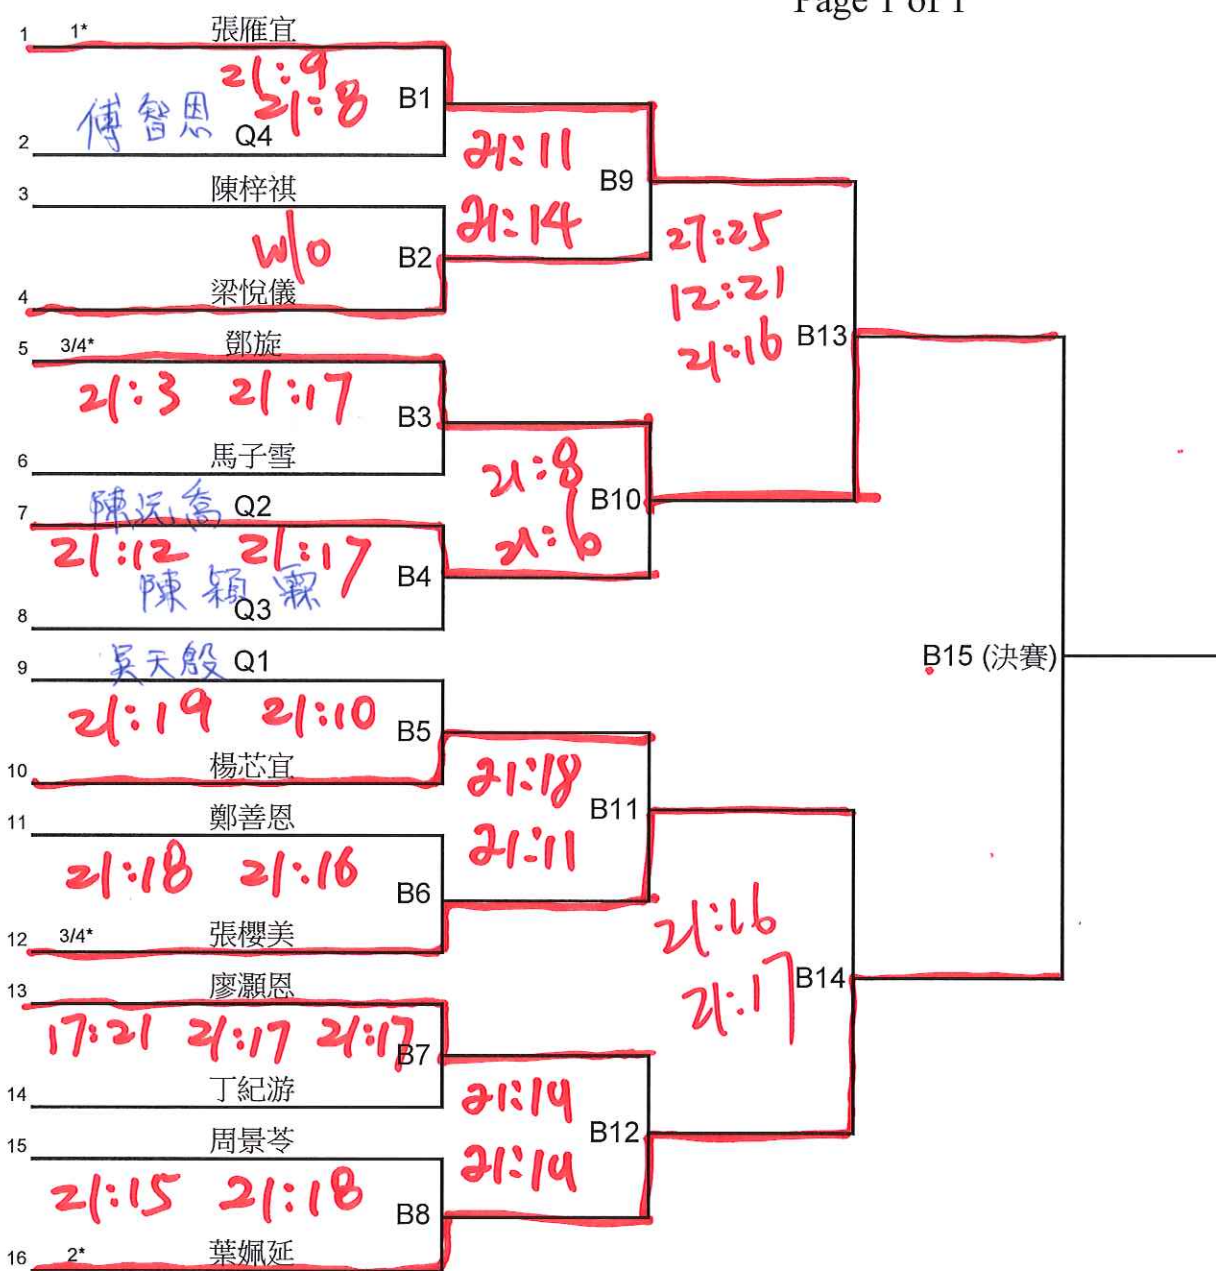 Page 1 of 1
1 1* 張雁宜
21:9
21:8
B1
傅智恩
2 Q4
21:11
B9
3 陳梓祺
21:14
w/o
B2
27:25
4 梁悅儀
12:21
5 3/4* 鄧旋
21:16
B13
21:3 21:17
B3
6 馬子雪
21:8
7 Q2
B10
21:6
21:12 21:17
B4
陳穎霖
8 Q3
9 吳天殷 Q1
B15 (決賽)
21:19 21:10
B5
10 楊芯宜
21:18
11 鄭善恩
B11
21:11
21:18 21:16
B6
12 3/4* 張櫻美
21:16
13 廖灝恩
B14
21:17
17:21 21:17 21:17
B7
14 丁紀游
21:14
15 周景苓
B12
21:14
21:15 21:18
B8
16 2* 葉姵延